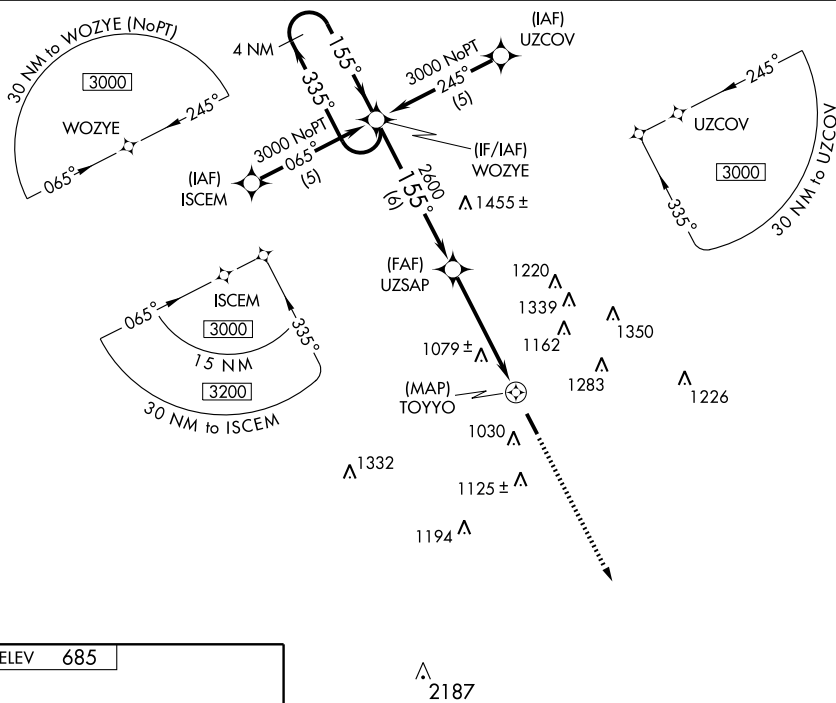 30 NM to WOZYE (NoPT)
3000
WOZYE
065°
245°
4 NM
155°
335°
(IAF)
UZCOV
3000 NoPT
245°
(5)
3000 NoPT
065°
(5)
(IAF)
ISCEM
(IF/IAF)
WOZYE
2600
155°
(6)
245°
UZCOV
3000
335°
30 NM to UZCOV
1455 ±
(FAF)
UZSAP
065°
ISCEM
3000
335°
15 NM
3200
30 NM to ISCEM
1220
1339
1162
1350
1283
1226
1079 ±
(MAP)
TOYYO
1030
1332
1125 ±
1194
ELEV 685
2187